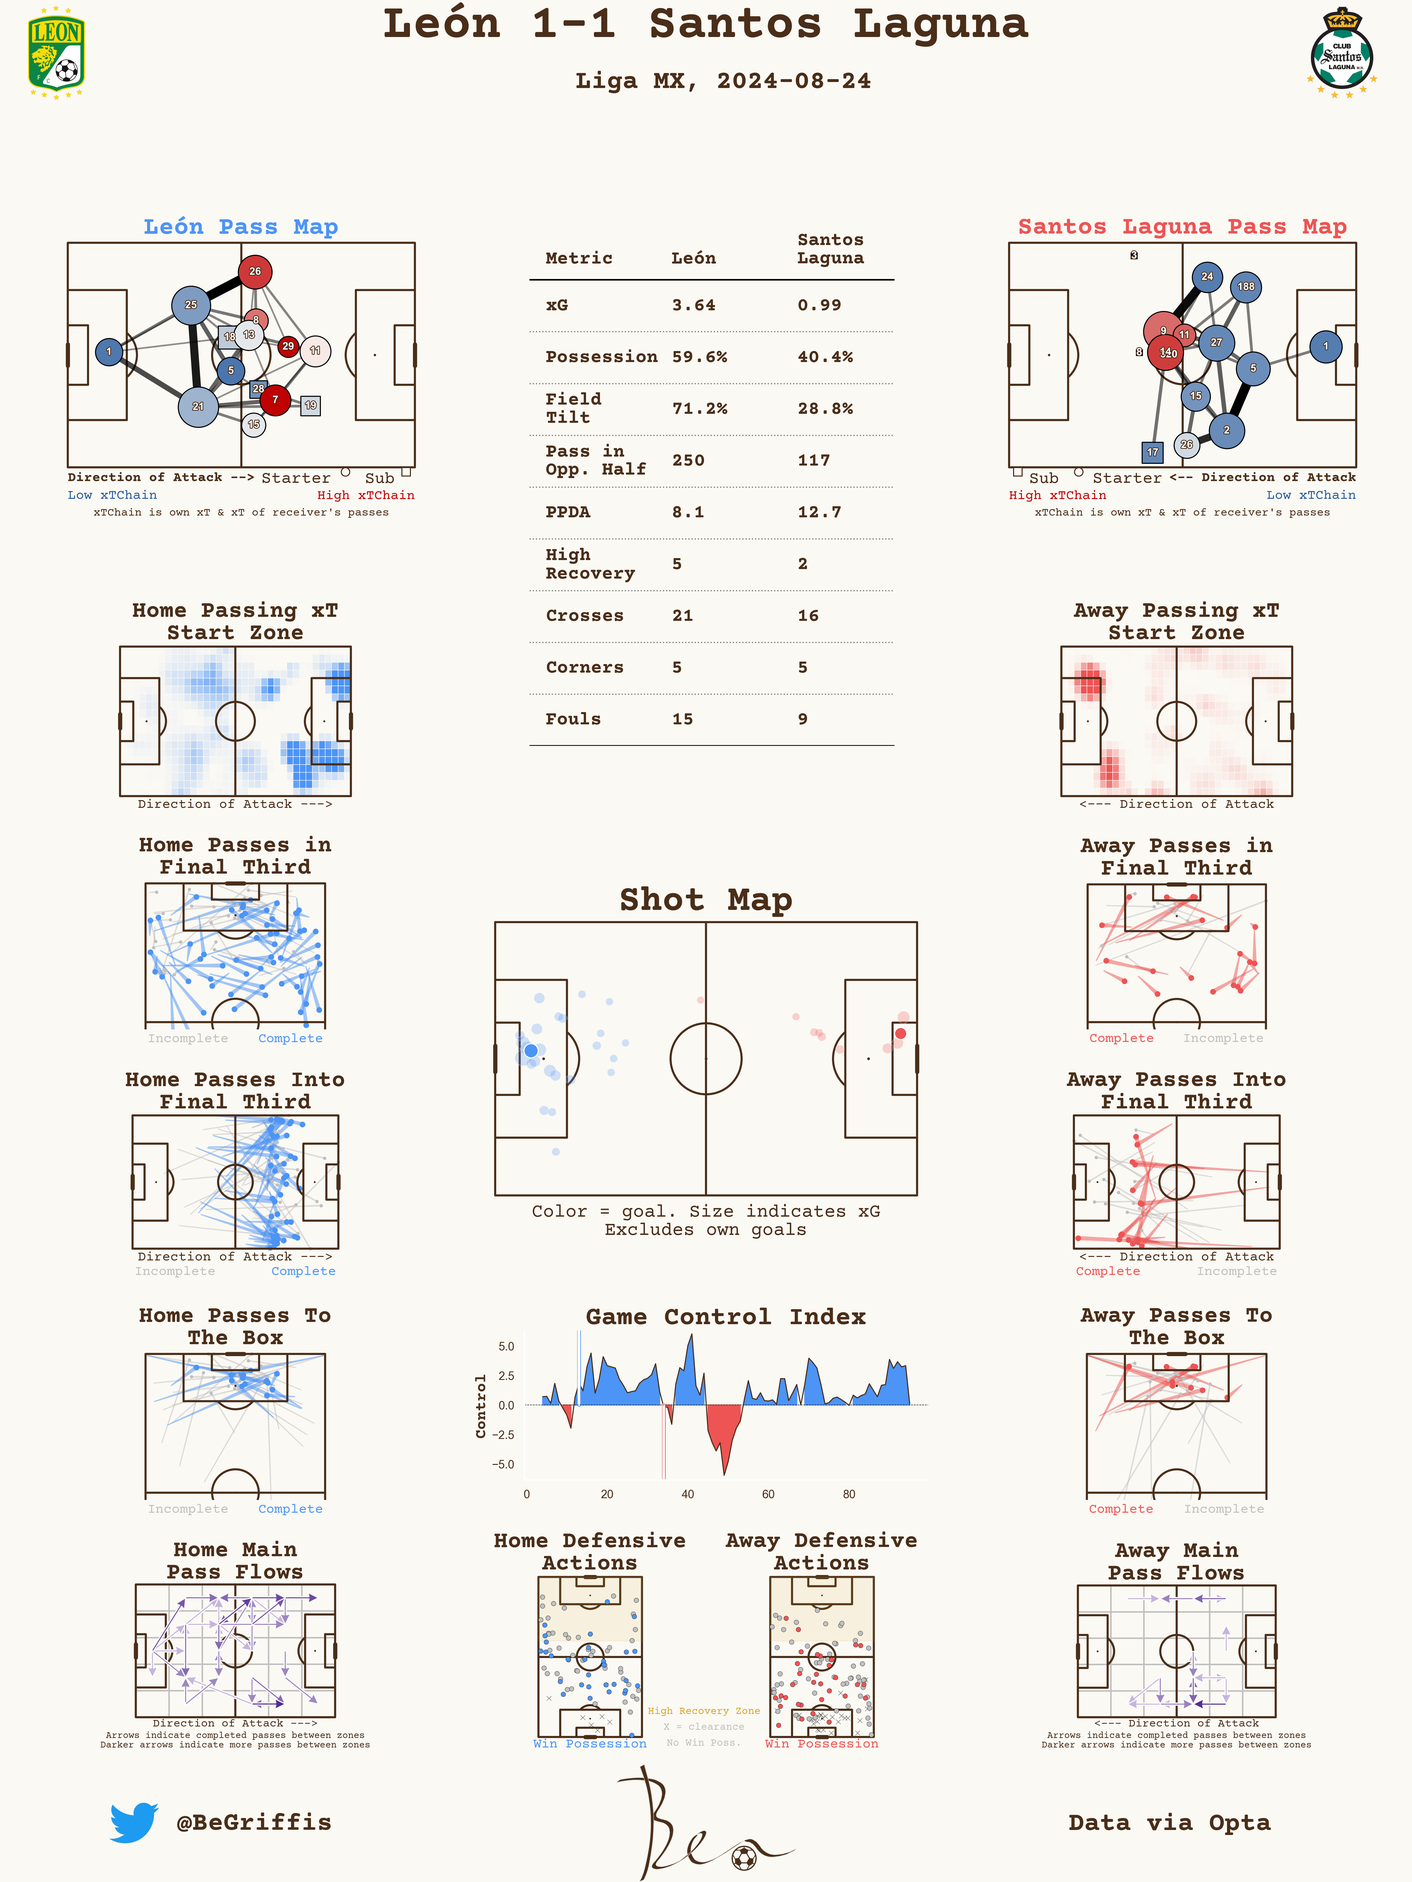 León 1-1 Santos Laguna
Liga MX, 2024-08-24
LEON
F C
CLUB
Santos
LAGUNA
León Pass Map
26
25
8
18
13
1
29
11
5
28
7
21
19
15
Direction of Attack --> Starter Sub
Low xTChain High xTChain
xTChain is own xT & xT of receiver's passes
Metric León Santos Laguna
xG 3.64 0.99
Possession 59.6% 40.4%
Field Tilt 71.2% 28.8%
Pass in Opp. Half 250 117
PPDA 8.1 12.7
High Recovery 5 2
Crosses 21 16
Corners 5 5
Fouls 15 9
Santos Laguna Pass Map
3
24
188
9
11
27
1
8
14
5
15
2
26
17
Sub Starter <-- Direction of Attack
High xTChain Low xTChain
xTChain is own xT & xT of receiver's passes
Home Passing xT
Start Zone
Direction of Attack --->
Away Passing xT
Start Zone
<--- Direction of Attack
Home Passes in
Final Third
Incomplete Complete
Away Passes in
Final Third
Complete Incomplete
Shot Map
Color = goal. Size indicates xG
Excludes own goals
Home Passes Into
Final Third
Direction of Attack --->
Incomplete Complete
Away Passes Into
Final Third
<--- Direction of Attack
Complete Incomplete
Home Passes To
The Box
Incomplete Complete
Game Control Index
Control
5.0
2.5
0.0
−2.5
−5.0
0 20 40 60 80
Away Passes To
The Box
Complete Incomplete
Home Main
Pass Flows
Direction of Attack --->
Arrows indicate completed passes between zones
Darker arrows indicate more passes between zones
Home Defensive
Actions
Win Possession
Away Defensive
Actions
Win Possession
High Recovery Zone
X = clearance
No Win Poss.
Away Main
Pass Flows
<--- Direction of Attack
Arrows indicate completed passes between zones
Darker arrows indicate more passes between zones
@BeGriffis
Ben
Data via Opta